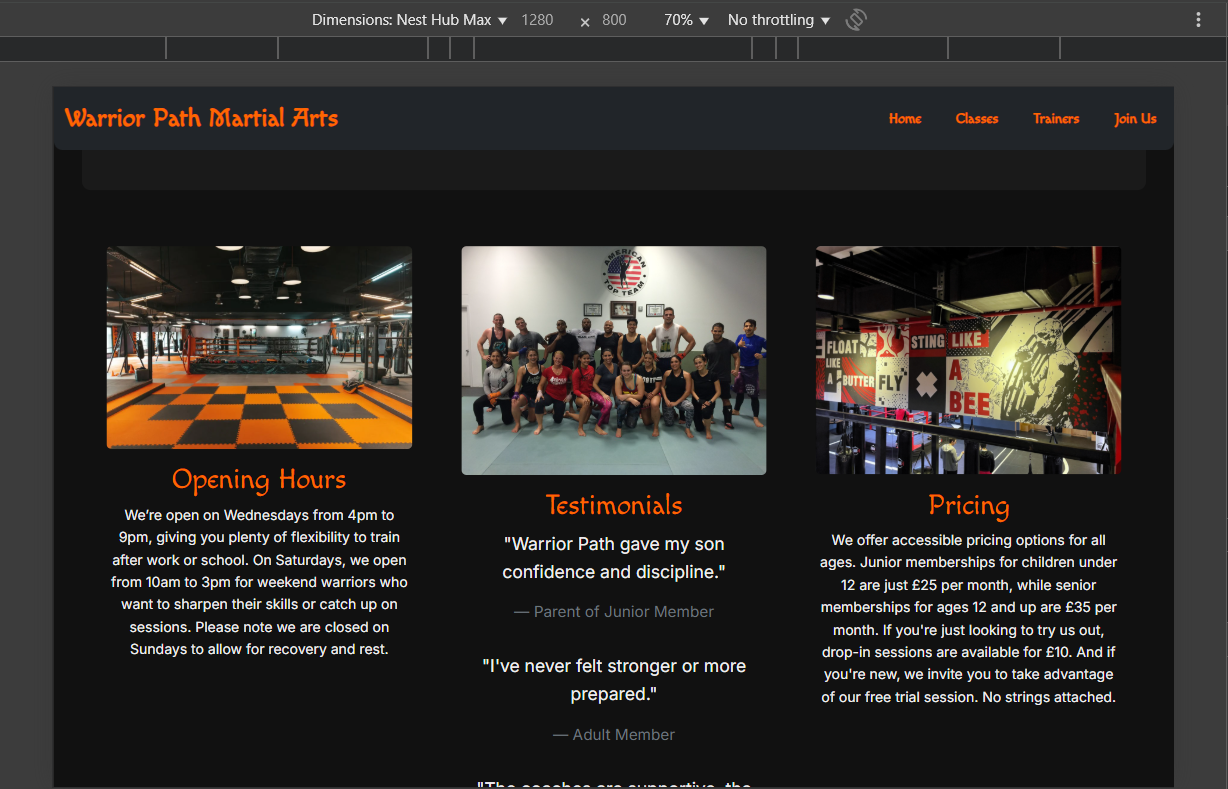 Dimensions: Nest Hub Max ▼ 1280 × 800 70% ▼ No throttling ▼
Warrior Path Martial Arts
Home Classes Trainers Join Us
AMERICAN
TOP TEAM
FLOAT
LIKE
A BUTTER FLY
STING LIKE
A
BEE
Opening Hours
We’re open on Wednesdays from 4pm to
9pm, giving you plenty of flexibility to train
after work or school. On Saturdays, we open
from 10am to 3pm for weekend warriors who
want to sharpen their skills or catch up on
sessions. Please note we are closed on
Sundays to allow for recovery and rest.
Testimonials
"Warrior Path gave my son
confidence and discipline."
— Parent of Junior Member
"I've never felt stronger or more
prepared."
— Adult Member
"The coaches are supportive, the
Pricing
We offer accessible pricing options for all
ages. Junior memberships for children under
12 are just £25 per month, while senior
memberships for ages 12 and up are £35 per
month. If you're just looking to try us out,
drop-in sessions are available for £10. And if
you're new, we invite you to take advantage
of our free trial session. No strings attached.